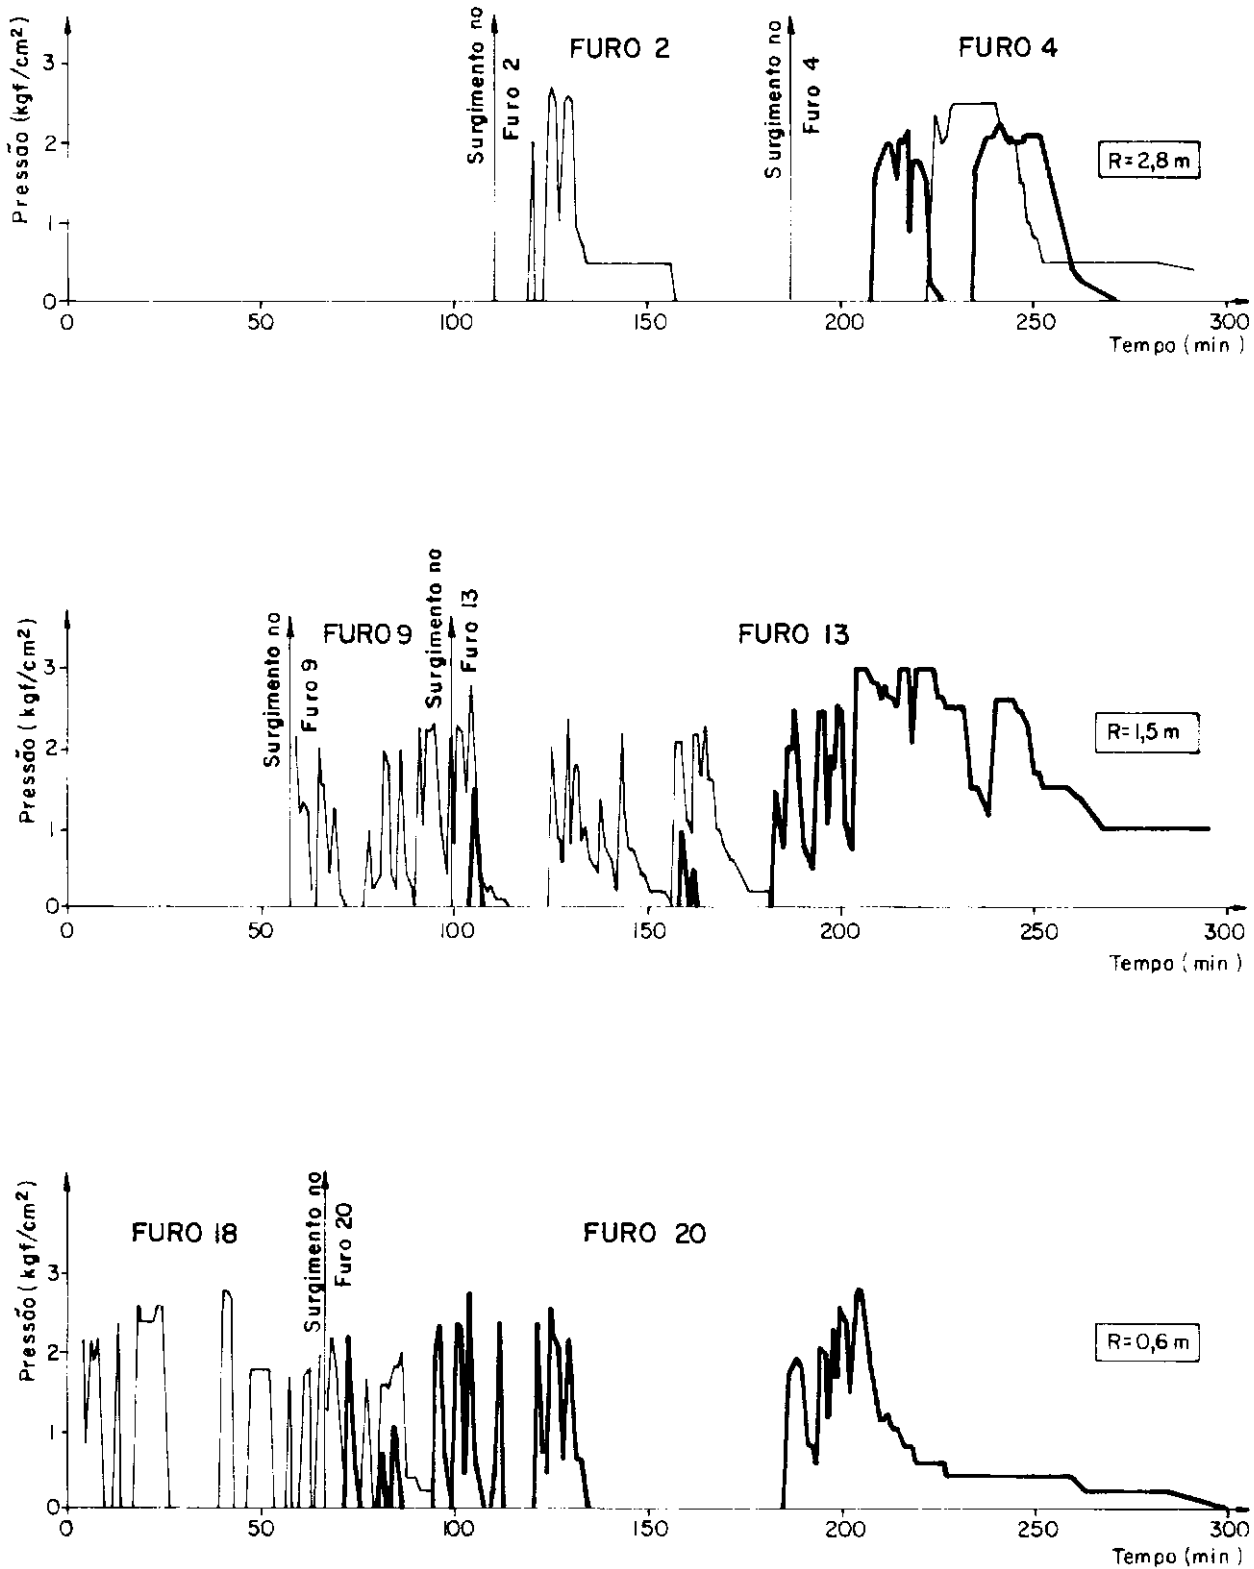 Pressão (kgf/cm²)
3
2
1
0
Surgimento no
Furo 2
FURO 2
Surgimento no
Furo 4
FURO 4
R=2,8 m
0
50
100
150
200
250
300
Tempo (min)
Pressão (kgf/cm²)
3
2
1
0
Surgimento no
Furo 9
FURO 9
Surgimento no
Furo 13
FURO 13
R=1,5 m
0
50
100
150
200
250
300
Tempo (min)
Pressão (kgf/cm²)
3
2
1
0
FURO 18
Surgimento no
Furo 20
FURO 20
R=0,6 m
0
50
100
150
200
250
300
Tempo (min)